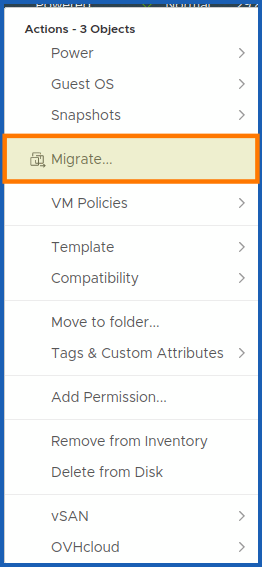 Actions - 3 Objects
Power
Guest OS
Snapshots
Migrate...
VM Policies
Template
Compatibility
Move to folder...
Tags & Custom Attributes
Add Permission...
Remove from Inventory
Delete from Disk
vSAN
OVHcloud